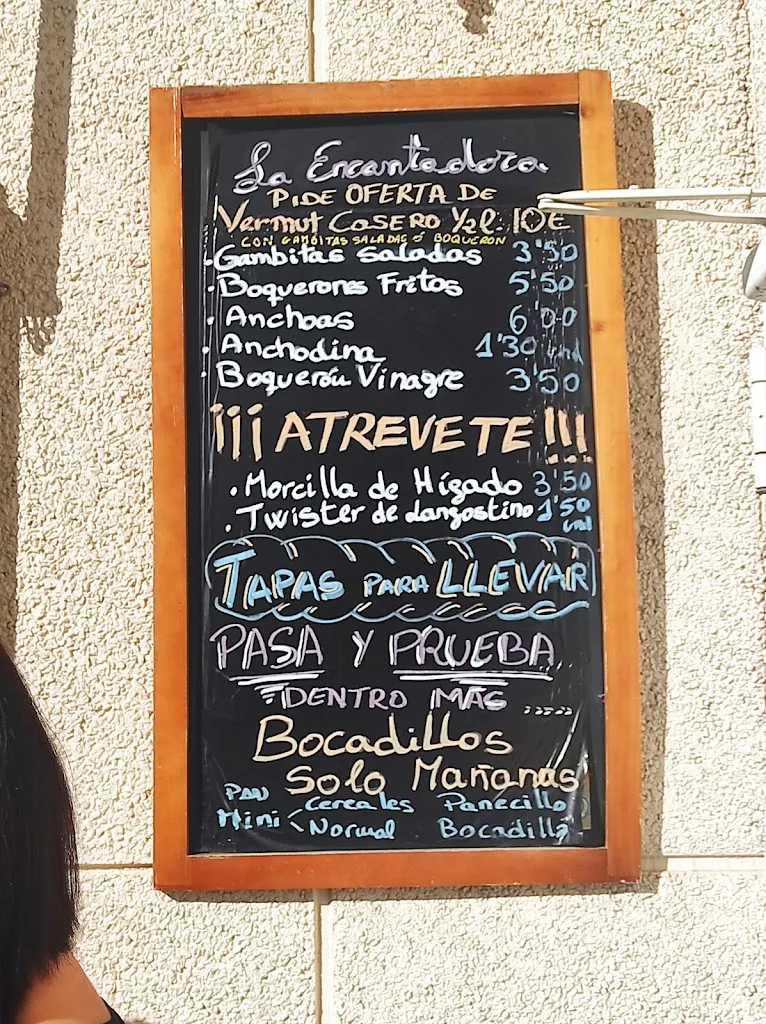 La Encantadora
PIDE OFERTA DE
Vermut CASERO 1/2 l. 10€
CON GAMBITAS SALADAS Ó BOQUERON
·Gambitas Saladas 3'50
·Boquerones Fritos 5'50
·Anchoas 6'00
·Anchodina 1'30 und
·Boquerón Vinagre 3'50
¡¡¡ATREVETE!!!
·Morcilla de Hígado 3'50
·Twister de Langostino 1'50
und
TAPAS PARA LLEVAR
PASA Y PRUEBA...
DENTRO MAS .....
BocadiLLos
Solo Mañanas
PAN Cereales Panecillo
Mini Normal Bocadillo